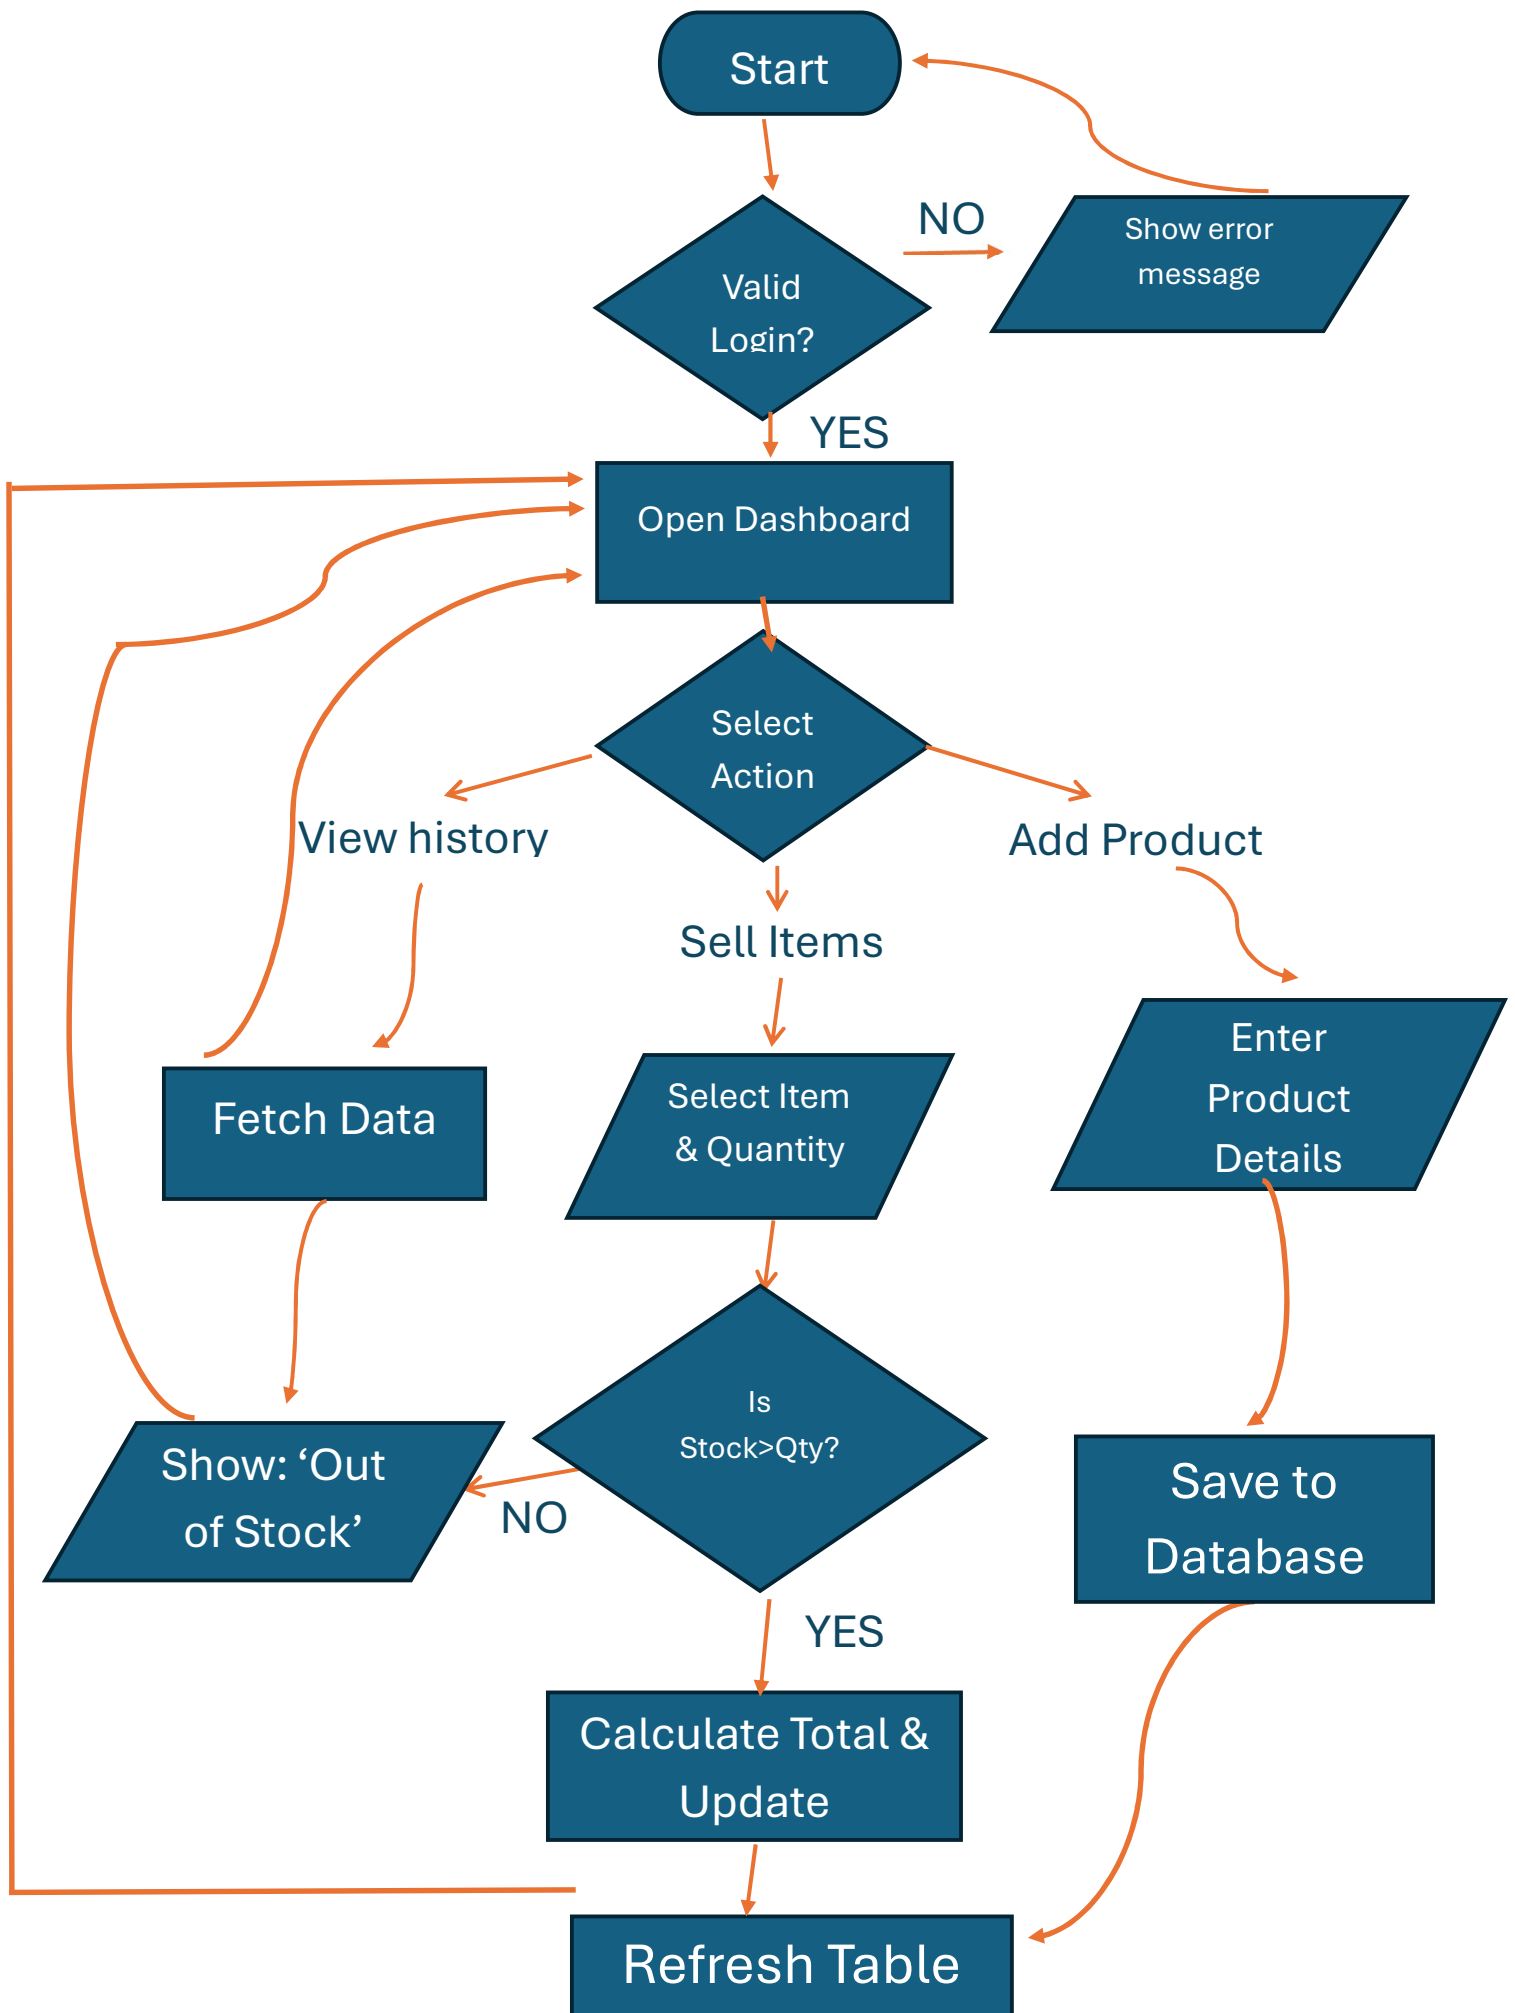 Start
NO
Show error
message
Valid
Login?
YES
Open Dashboard
Select
Action
View history
Add Product
Sell Items
Enter
Product
Details
Select Item
& Quantity
Fetch Data
Is
Stock>Qty?
Show: ‘Out
of Stock’
NO
Save to
Database
YES
Calculate Total &
Update
Refresh Table